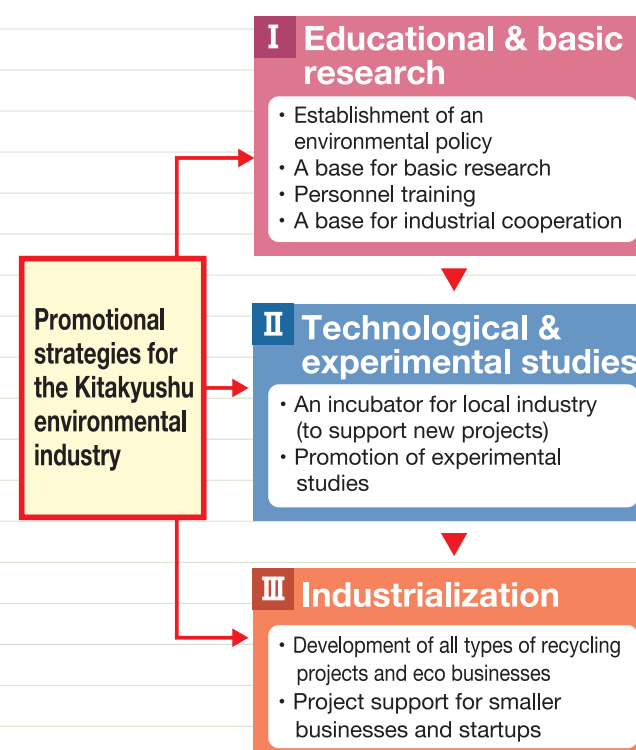 Ⅰ Educational & basic
research
・Establishment of an
environmental policy
・A base for basic research
・Personnel training
・A base for industrial cooperation
Promotional
strategies for
the Kitakyushu
environmental
industry
Ⅱ Technological &
experimental studies
・An incubator for local industry
(to support new projects)
・Promotion of experimental
studies
Ⅲ Industrialization
・Development of all types of recycling
projects and eco businesses
・Project support for smaller
businesses and startups